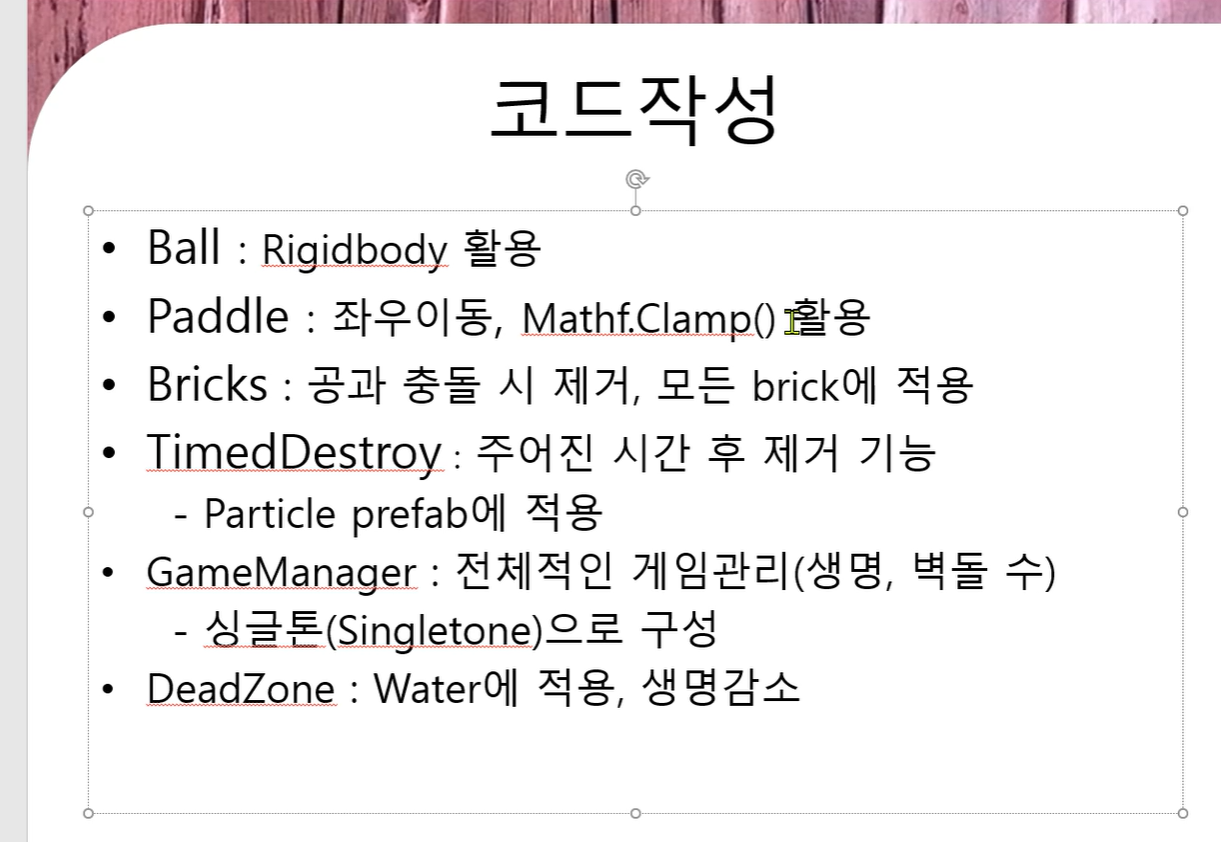 코드작성
• Ball : Rigidbody 활용
• Paddle : 좌우이동, Mathf.Clamp() 활용
• Bricks : 공과 충돌 시 제거, 모든 brick에 적용
• TimedDestroy : 주어진 시간 후 제거 기능
- Particle prefab에 적용
• GameManager : 전체적인 게임관리(생명, 벽돌 수)
- 싱글톤(Singletone)으로 구성
• DeadZone : Water에 적용, 생명감소